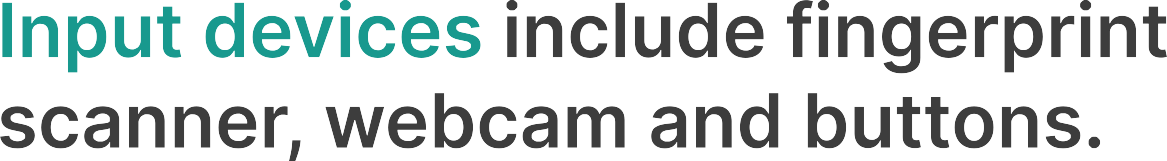 Input devices include fingerprint
scanner, webcam and buttons.